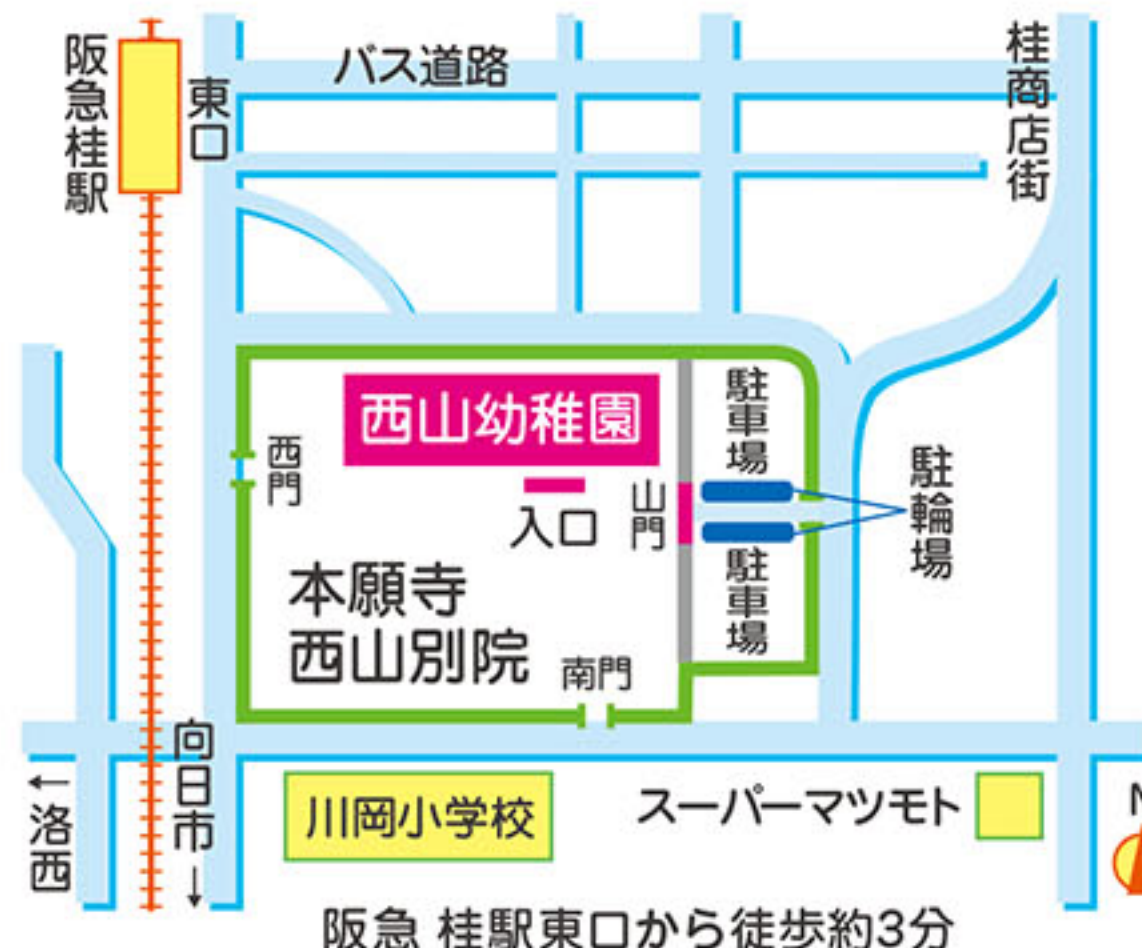 阪急桂駅
東口
バス道路
桂商店街
西山幼稚園
駐車場
西門
入口
山門
駐輪場
駐車場
本願寺
西山別院
南門
向日市
↓
←
洛西
川岡小学校
スーパーマツモト
阪急 桂駅東口から徒歩約3分